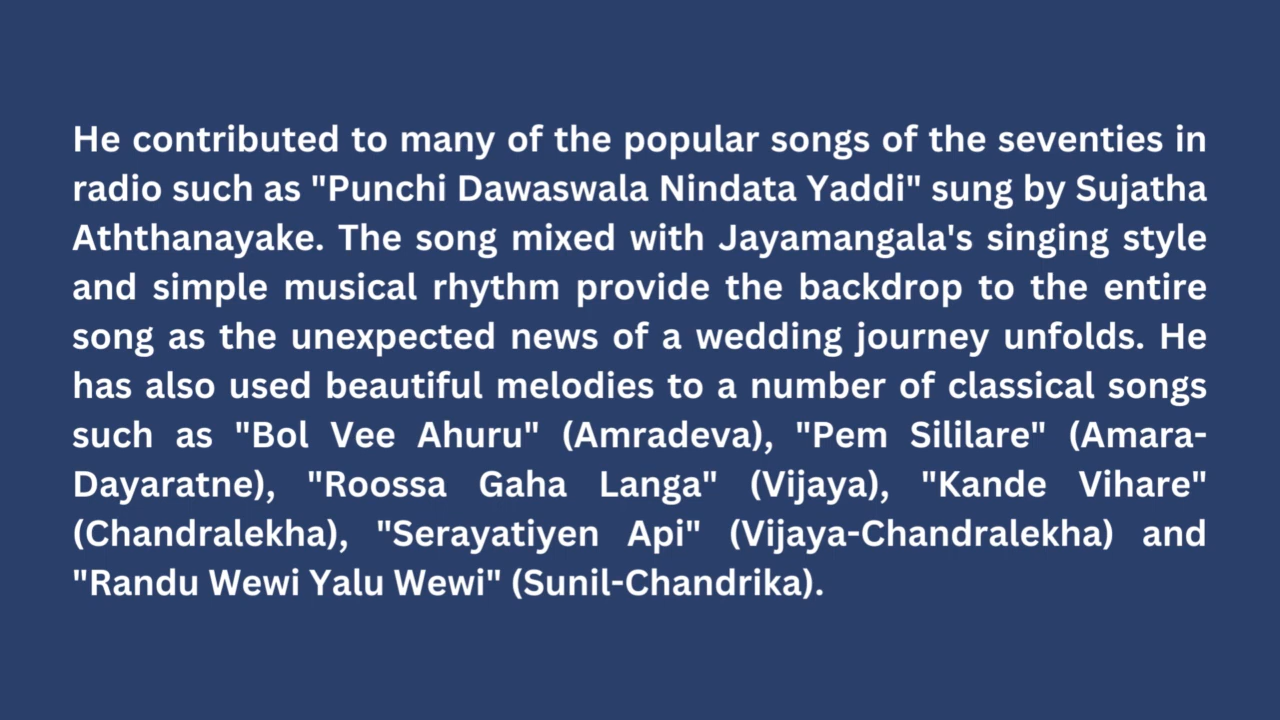 He contributed to many of the popular songs of the seventies in
radio such as "Punchi Dawaswala Nindata Yaddi" sung by Sujatha
Aththanayake. The song mixed with Jayamangala's singing style
and simple musical rhythm provide the backdrop to the entire
song as the unexpected news of a wedding journey unfolds. He
has also used beautiful melodies to a number of classical songs
such as "Bol Vee Ahuru" (Amradeva), "Pem Sililare" (Amara-
Dayaratne), "Roossa Gaha Langa" (Vijaya), "Kande Vihare"
(Chandralekha), "Serayatiyen Api" (Vijaya-Chandralekha) and
"Randu Wewi Yalu Wewi" (Sunil-Chandrika).